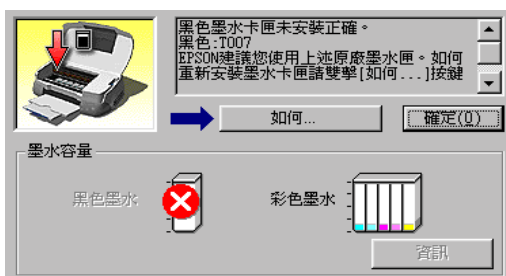 黑色墨水卡匣未安裝正確。
黑色:T007
EPSON建議您使用上述原廠墨水匣。如何
重新安裝墨水卡匣請雙擊[如何...]按鍵
如何...
確定(O)
墨水容量
黑色墨水
彩色墨水
資訊